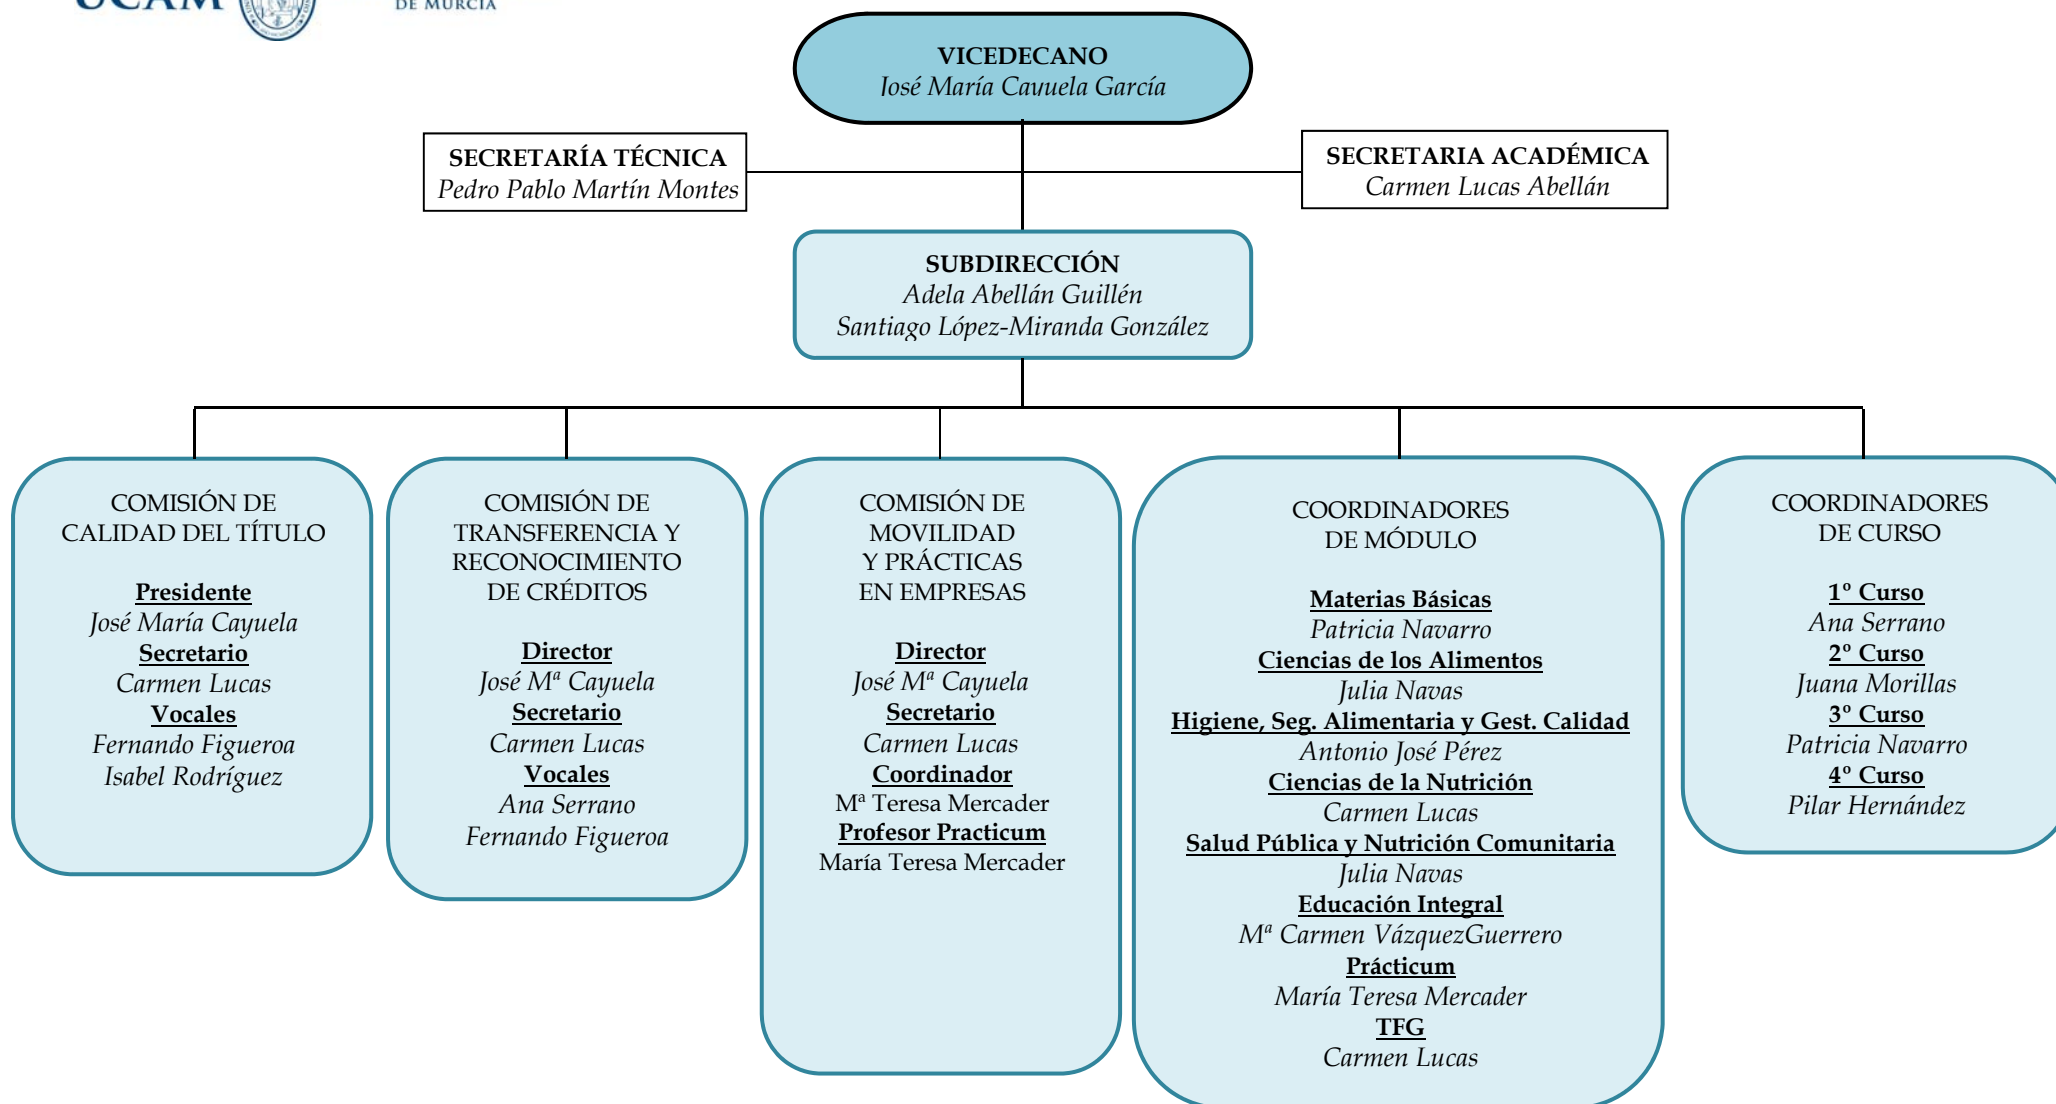 UCAM
DE MURCIA
VICEDECANO
José María Cayuela García
SECRETARÍA TÉCNICA
Pedro Pablo Martín Montes
SECRETARIA ACADÉMICA
Carmen Lucas Abellán
SUBDIRECCIÓN
Adela Abellán Guillén
Santiago López-Miranda González
COMISIÓN DE
CALIDAD DEL TÍTULO
Presidente
José María Cayuela
Secretario
Carmen Lucas
Vocales
Fernando Figueroa
Isabel Rodríguez
COMISIÓN DE
TRANSFERENCIA Y
RECONOCIMIENTO
DE CRÉDITOS
Director
José Mª Cayuela
Secretario
Carmen Lucas
Vocales
Ana Serrano
Fernando Figueroa
COMISIÓN DE
MOVILIDAD
Y PRÁCTICAS
EN EMPRESAS
Director
José Mª Cayuela
Secretario
Carmen Lucas
Coordinador
Mª Teresa Mercader
Profesor Practicum
María Teresa Mercader
COORDINADORES
DE MÓDULO
Materias Básicas
Patricia Navarro
Ciencias de los Alimentos
Julia Navas
Higiene, Seg. Alimentaria y Gest. Calidad
Antonio José Pérez
Ciencias de la Nutrición
Carmen Lucas
Salud Pública y Nutrición Comunitaria
Julia Navas
Educación Integral
Mª Carmen VázquezGuerrero
Prácticum
María Teresa Mercader
TFG
Carmen Lucas
COORDINADORES
DE CURSO
1º Curso
Ana Serrano
2º Curso
Juana Morillas
3º Curso
Patricia Navarro
4º Curso
Pilar Hernández